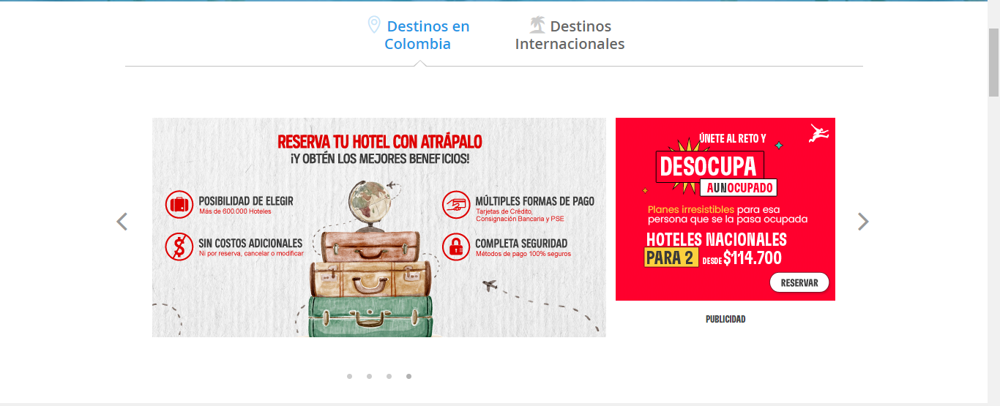 Destinos en
Colombia
Destinos
Internacionales
RESERVA TU HOTEL CON ATRÁPALO
¡Y OBTÉN LOS MEJORES BENEFICIOS!
POSIBILIDAD DE ELEGIR
Más de 600.000 Hoteles
SIN COSTOS ADICIONALES
Ni por reserva, cancelar o modificar
MÚLTIPLES FORMAS DE PAGO
Tarjetas de Crédito,
Consignación Bancaria y PSE
COMPLETA SEGURIDAD
Métodos de pago 100% seguros
ÚNETE AL RETO Y
DESOCUPA
AUNOCUPADO
Planes irresistibles para esa
persona que se la pasa ocupada
HOTELES NACIONALES
PARA 2 DESDE $114.700
RESERVAR
PUBLICIDAD